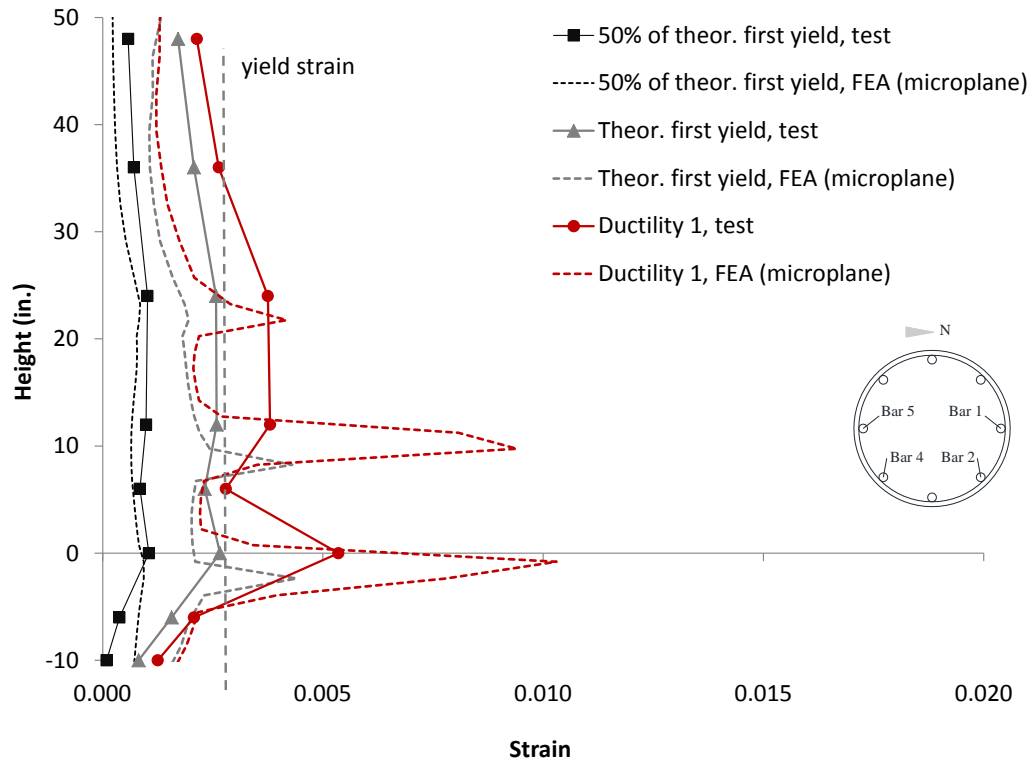 50
40
30
20
10
0
-10
Height (in.)
0.000
0.005
0.010
0.015
0.020
Strain
yield strain
50% of theor. first yield, test
50% of theor. first yield, FEA (microplane)
Theor. first yield, test
Theor. first yield, FEA (microplane)
Ductility 1, test
Ductility 1, FEA (microplane)
N
Bar 5
Bar 1
Bar 4
Bar 2